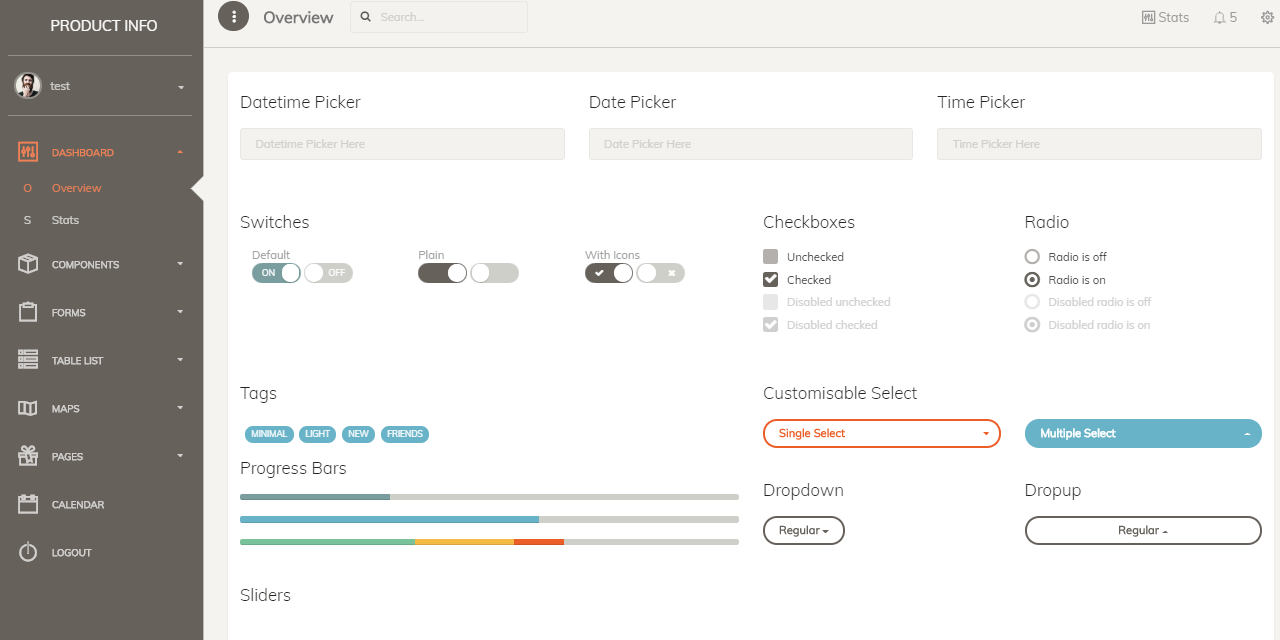 PRODUCT INFO
test
DASHBOARD
O Overview
S Stats
COMPONENTS
FORMS
TABLE LIST
MAPS
PAGES
CALENDAR
LOGOUT
Overview Search... Stats 5
Datetime Picker Date Picker Time Picker
Datetime Picker Here Date Picker Here Time Picker Here
Switches
Default Plain With Icons
ON OFF
Checkboxes
Unchecked
Checked
Disabled unchecked
Disabled checked
Radio
Radio is off
Radio is on
Disabled radio is off
Disabled radio is on
Tags
MINIMAL LIGHT NEW FRIENDS
Customisable Select
Single Select Multiple Select
Progress Bars
Dropdown Dropup
Regular Regular
Sliders